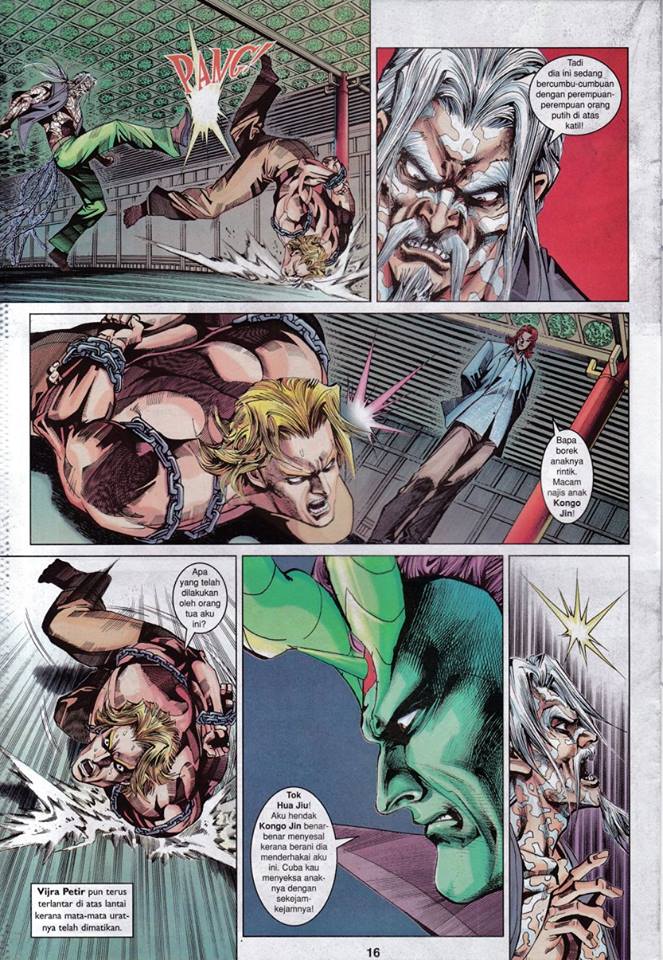 PANG!
Tadi
dia ini sedang
bercumbu-cumbuan
dengan perempuan-
perempuan orang
putih di atas
katil!
Bapa
borek
anaknya
rintik.
Macam
najis anak
Kongo
Jin!
Apa
yang telah
dilakukan
oleh orang
tua aku
ini?
Vijra Petir pun terus
terlantar di atas lantai
kerana mata-mata urat-
nya telah dimatikan.
Tok
Hua Jiu!
Aku hendak
Kongo Jin benar-
benar menyesal
kerana berani dia
menderhakai aku
ini. Cuba kau
menyeksa anak-
nya dengan
sekejam-
kejamnya!
16